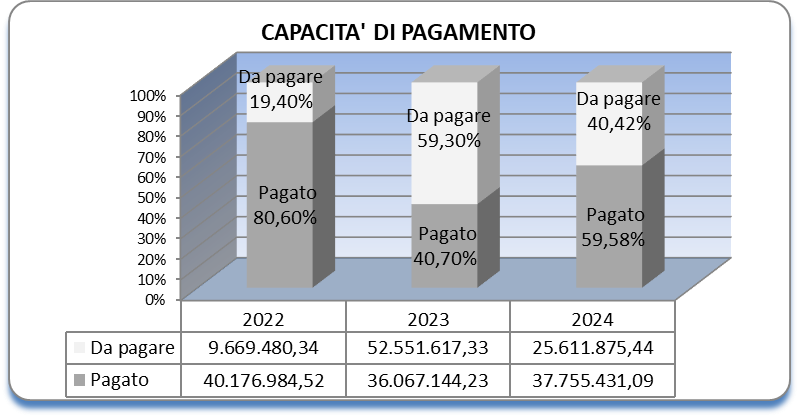 CAPACITA' DI PAGAMENTO
100%
90%
80%
70%
60%
50%
40%
30%
20%
10%
0%
Da pagare
19,40%
Pagato
80,60%
Da pagare
59,30%
Pagato
40,70%
Da pagare
40,42%
Pagato
59,58%
2022 2023 2024
Da pagare 9.669.480,34 52.551.617,33 25.611.875,44
Pagato 40.176.984,52 36.067.144,23 37.755.431,09